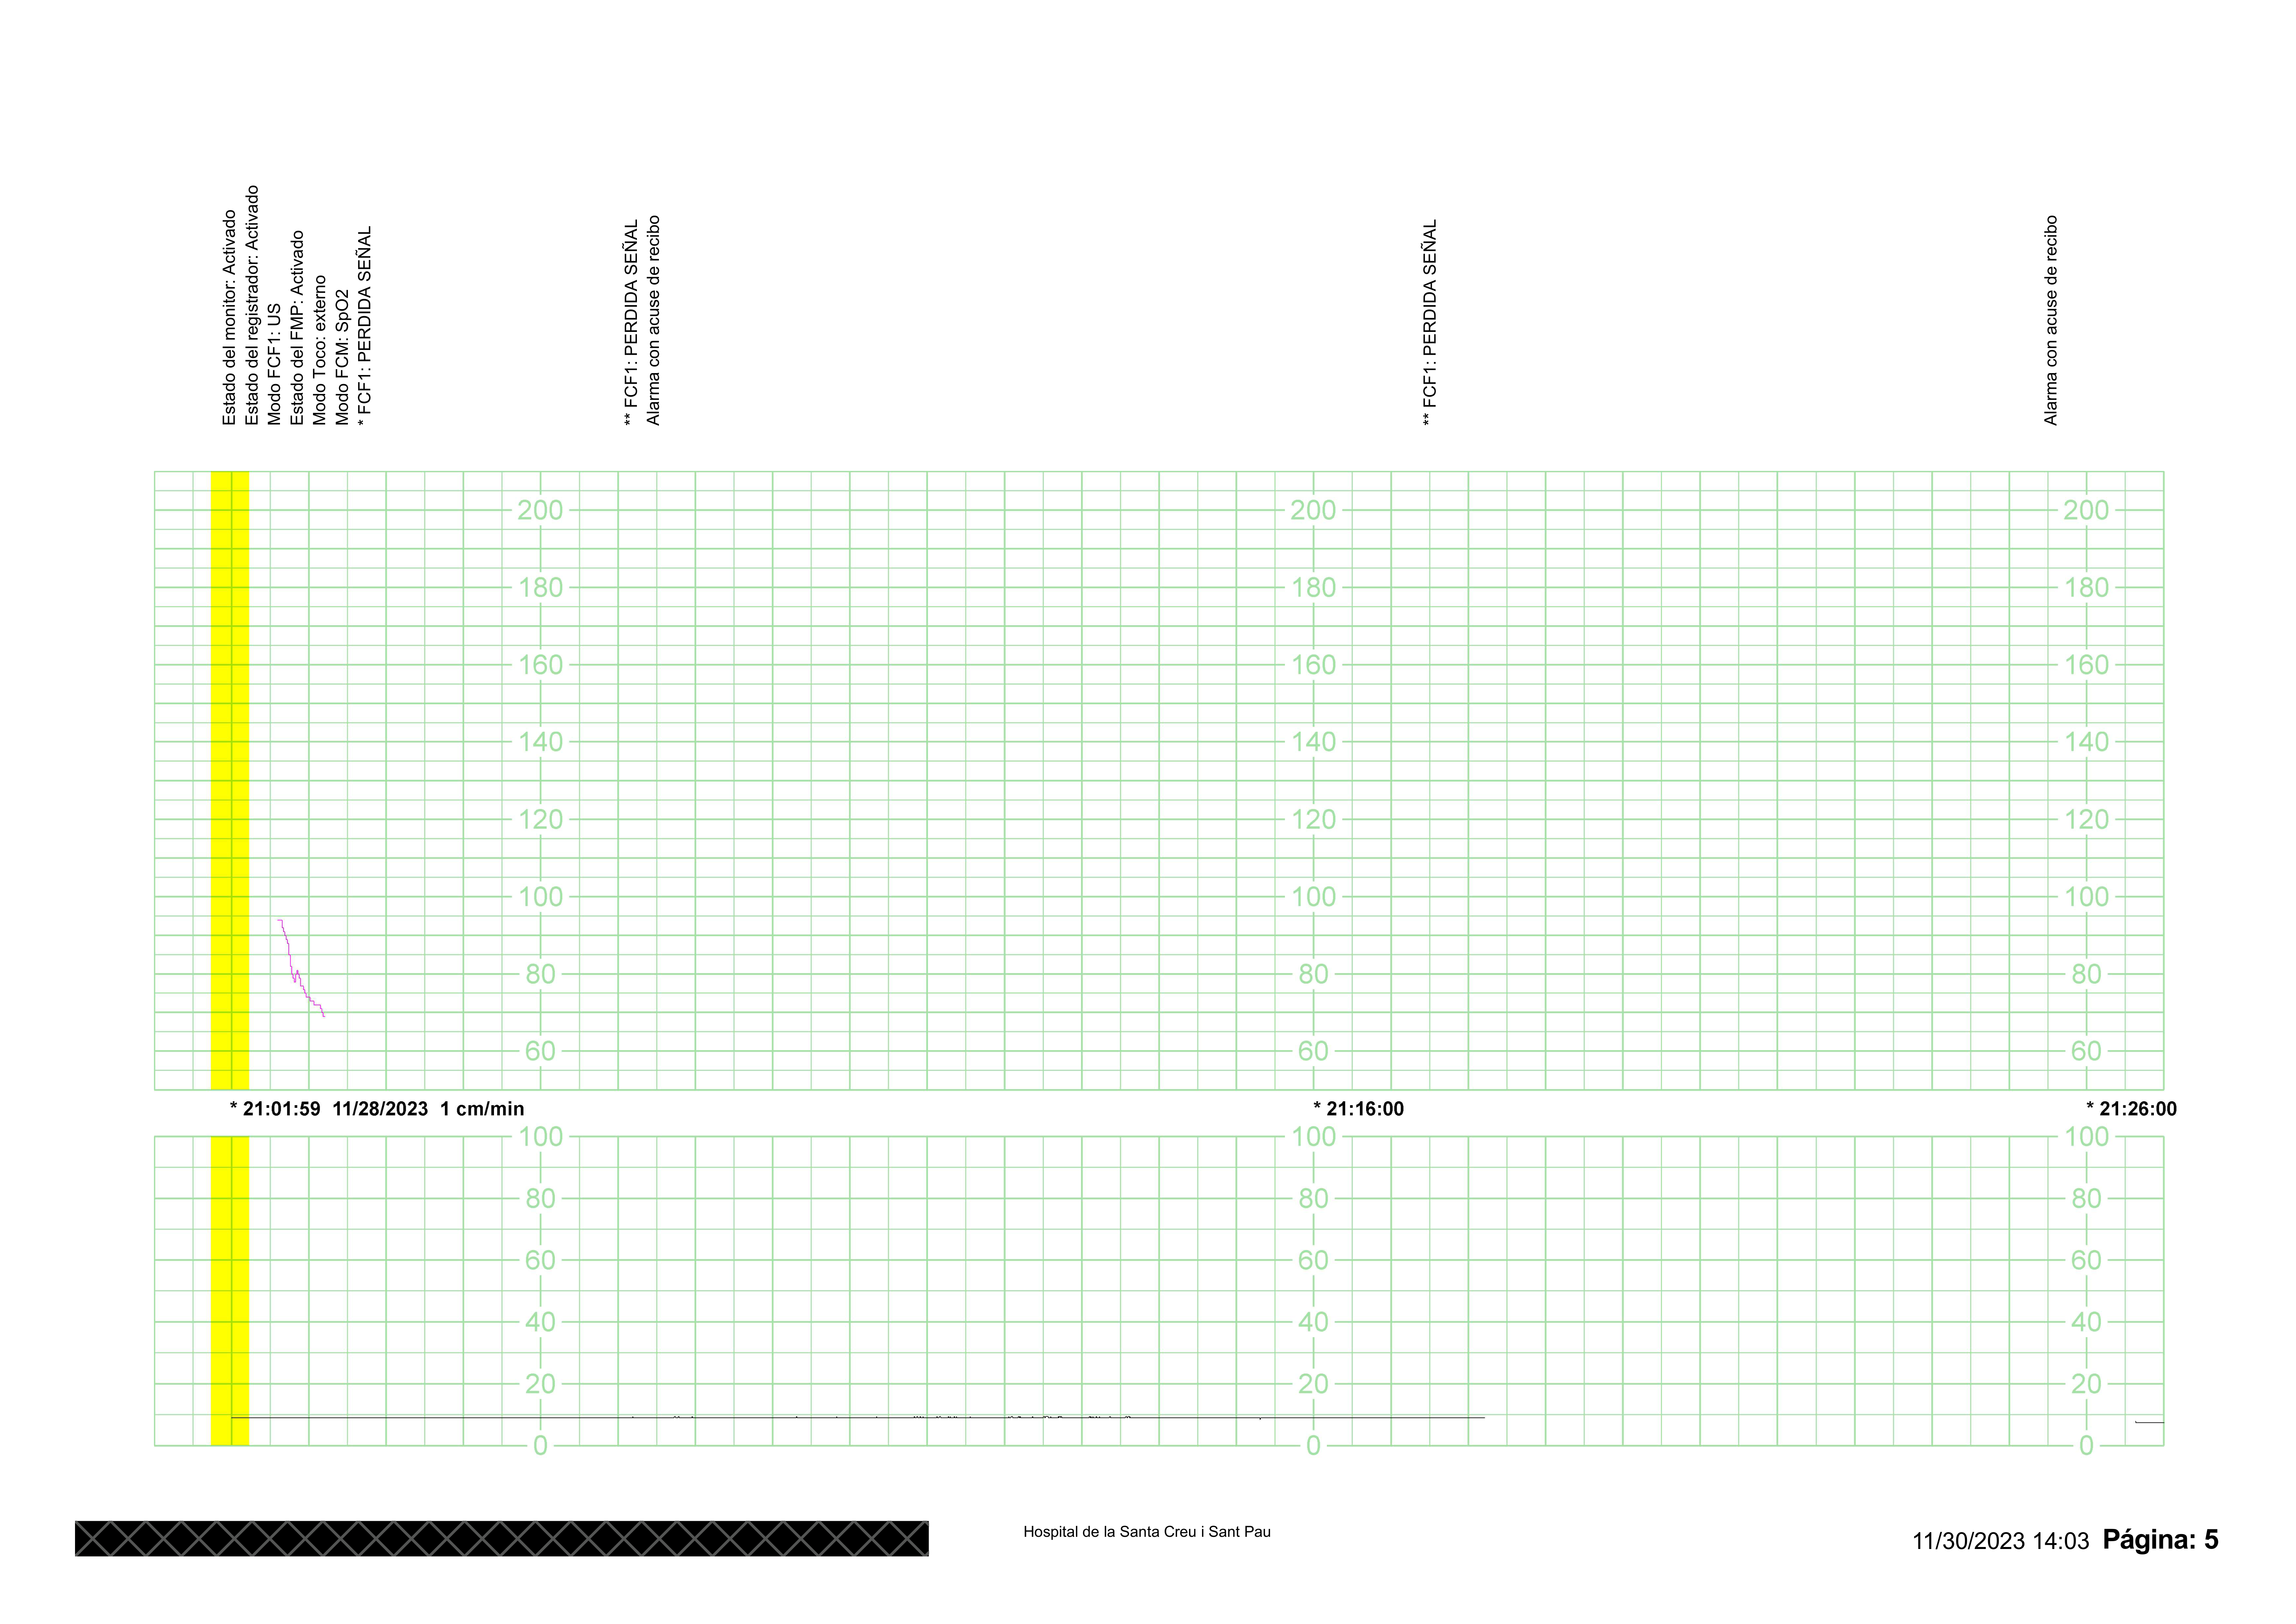 Estado del monitor: Activado
Estado del registrador: Activado
Modo FCF1: US
Estado del FMP: Activado
Modo Toco: externo
Modo FCM: SpO2
* FCF1: PERDIDA SEÑAL
** FCF1: PERDIDA SEÑAL
Alarma con acuse de recibo
** FCF1: PERDIDA SEÑAL
Alarma con acuse de recibo
200 200 200
180 180 180
160 160 160
140 140 140
120 120 120
100 100 100
80 80 80
60 60 60
* 21:01:59 11/28/2023 1 cm/min * 21:16:00 * 21:26:00
100 100 100
80 80 80
60 60 60
40 40 40
20 20 20
0 0 0
Hospital de la Santa Creu i Sant Pau
11/30/2023 14:03 Página: 5